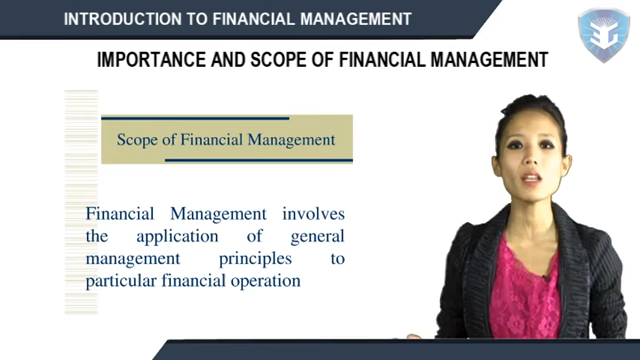 INTRODUCTION TO FINANCIAL MANAGEMENT
IMPORTANCE AND SCOPE OF FINANCIAL MANAGEMENT
Scope of Financial Management
Financial Management involves
the application of general
management principles to
particular financial operation